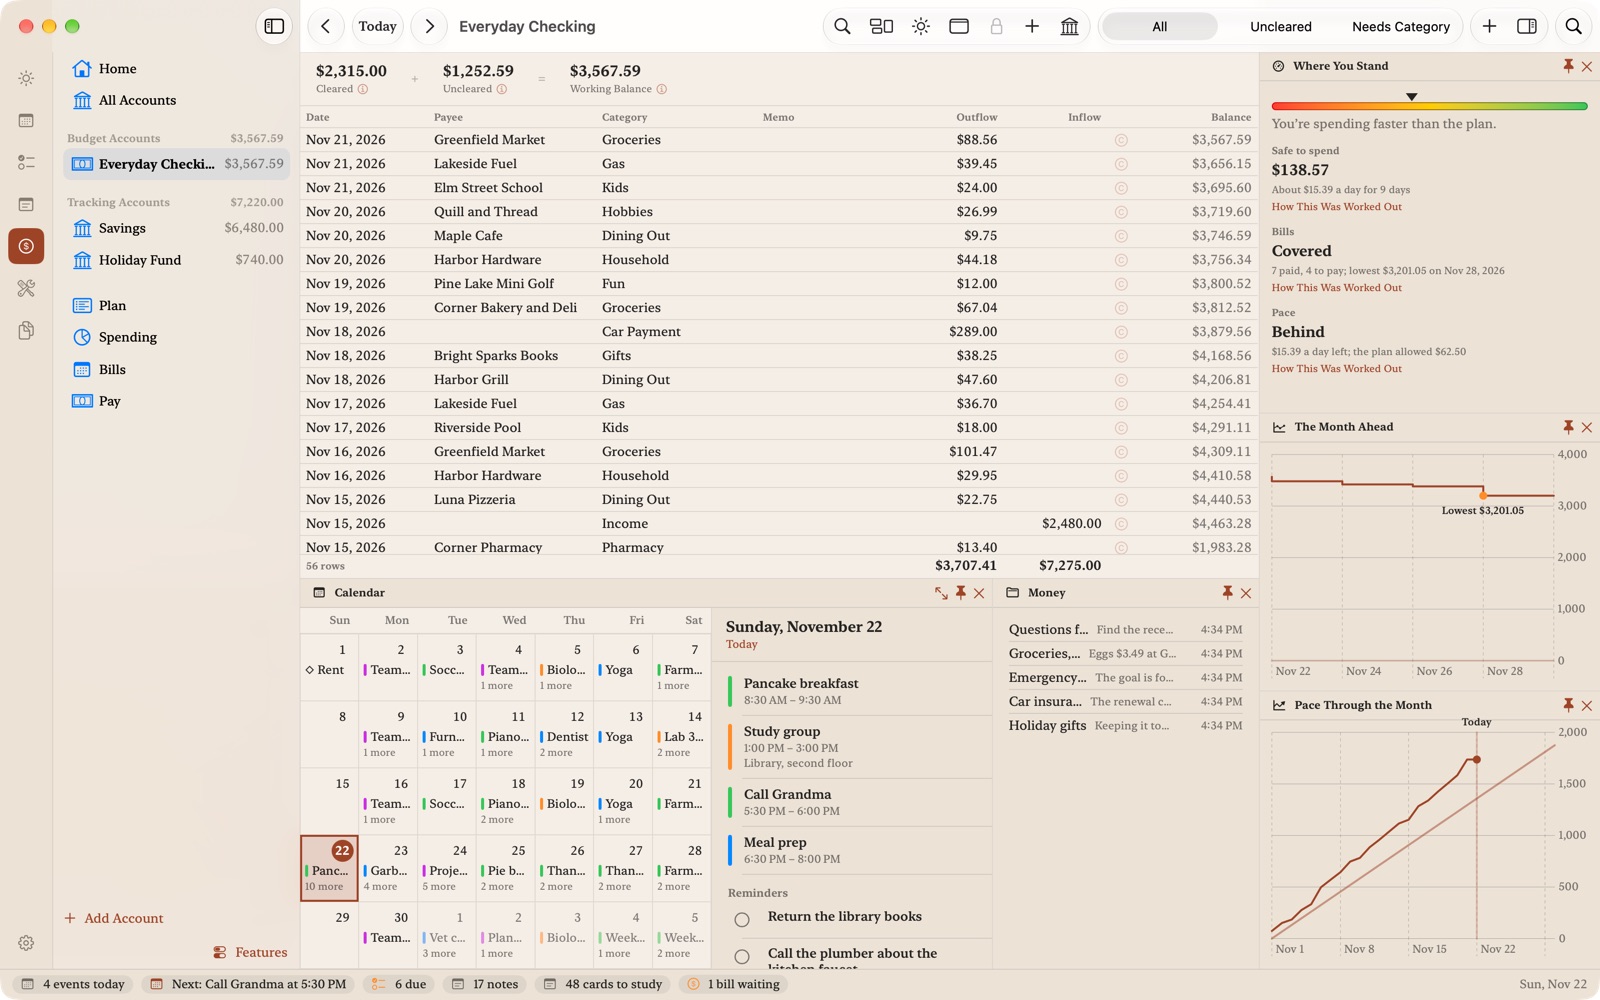 Today
Everyday Checking
All
Uncleared
Needs Category
Home
All Accounts
Budget Accounts $3,567.59
Everyday Checki... $3,567.59
Tracking Accounts $7,220.00
Savings $6,480.00
Holiday Fund $740.00
Plan
Spending
Bills
Pay
+ Add Account
Features
$2,315.00 + $1,252.59 = $3,567.59
Cleared Uncleared Working Balance
Date Payee Category Memo Outflow Inflow Balance
Nov 21, 2026 Greenfield Market Groceries $88.56 C $3,567.59
Nov 21, 2026 Lakeside Fuel Gas $39.45 C $3,656.15
Nov 21, 2026 Elm Street School Kids $24.00 C $3,695.60
Nov 20, 2026 Quill and Thread Hobbies $26.99 C $3,719.60
Nov 20, 2026 Maple Cafe Dining Out $9.75 C $3,746.59
Nov 20, 2026 Harbor Hardware Household $44.18 C $3,756.34
Nov 19, 2026 Pine Lake Mini Golf Fun $12.00 C $3,800.52
Nov 19, 2026 Corner Bakery and Deli Groceries $67.04 C $3,812.52
Nov 18, 2026 Car Payment $289.00 C $3,879.56
Nov 18, 2026 Bright Sparks Books Gifts $38.25 C $4,168.56
Nov 18, 2026 Harbor Grill Dining Out $47.60 C $4,206.81
Nov 17, 2026 Lakeside Fuel Gas $36.70 C $4,254.41
Nov 17, 2026 Riverside Pool Kids $18.00 C $4,291.11
Nov 16, 2026 Greenfield Market Groceries $101.47 C $4,309.11
Nov 16, 2026 Harbor Hardware Household $29.95 C $4,410.58
Nov 15, 2026 Luna Pizzeria Dining Out $22.75 C $4,440.53
Nov 15, 2026 Income $2,480.00 C $4,463.28
Nov 15, 2026 Corner Pharmacy Pharmacy $13.40 C $1,983.28
56 rows $3,707.41 $7,275.00
Calendar
Sun Mon Tue Wed Thu Fri Sat
1 2 3 4 5 6 7
Rent Team... Socc... Team... Biolo... Yoga Farm...
1 more 1 more 1 more
8 9 10 11 12 13 14
Team... Furn... Piano... Dentist Yoga Lab 3...
1 more 1 more 1 more 2 more 2 more
15 16 17 18 19 20 21
Team... Socc... Piano... Biolo... Yoga Farm...
1 more 2 more 1 more
22 23 24 25 26 27 28
Panc... Garb... Proje... Pie b... Than... Than... Farm...
10 more 4 more 5 more 2 more 2 more 2 more 2 more
29 30 1 2 3 4 5
Team... Vet c... Plan... Biolo... Week... Week...
3 more 1 more 1 more 1 more 2 more
Sunday, November 22
Today
Pancake breakfast
8:30 AM – 9:30 AM
Study group
1:00 PM – 3:00 PM
Library, second floor
Call Grandma
5:30 PM – 6:00 PM
Meal prep
6:30 PM – 8:00 PM
Reminders
Return the library books
Call the plumber about the
kitchen faucet
Money
Questions f... Find the rece... 4:34 PM
Groceries,... Eggs $3.49 at G... 4:34 PM
Emergency... The goal is fo... 4:34 PM
Car insura... The renewal c... 4:34 PM
Holiday gifts Keeping it to... 4:34 PM
Where You Stand
You're spending faster than the plan.
Safe to spend
$138.57
About $15.39 a day for 9 days
How This Was Worked Out
Bills
Covered
7 paid, 4 to pay; lowest $3,201.05 on Nov 28, 2026
How This Was Worked Out
Pace
Behind
$15.39 a day left; the plan allowed $62.50
How This Was Worked Out
The Month Ahead
4,000
3,000
Lowest $3,201.05
2,000
1,000
0
Nov 22 Nov 24 Nov 26 Nov 28
Pace Through the Month
Today
2,000
1,500
1,000
500
0
Nov 1 Nov 8 Nov 15 Nov 22
4 events today
Next: Call Grandma at 5:30 PM
6 due
17 notes
48 cards to study
1 bill waiting
Sun, Nov 22